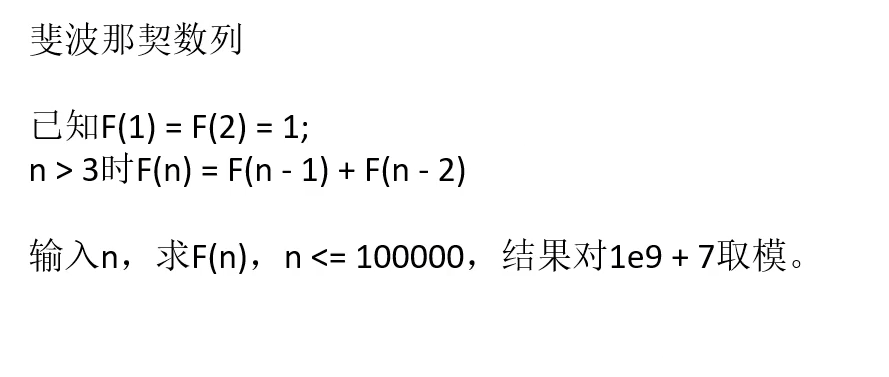 斐波那契数列
已知F(1) = F(2) = 1;
n > 3时F(n) = F(n - 1) + F(n - 2)
输入n，求F(n)，n <= 100000，结果对1e9 + 7取模。